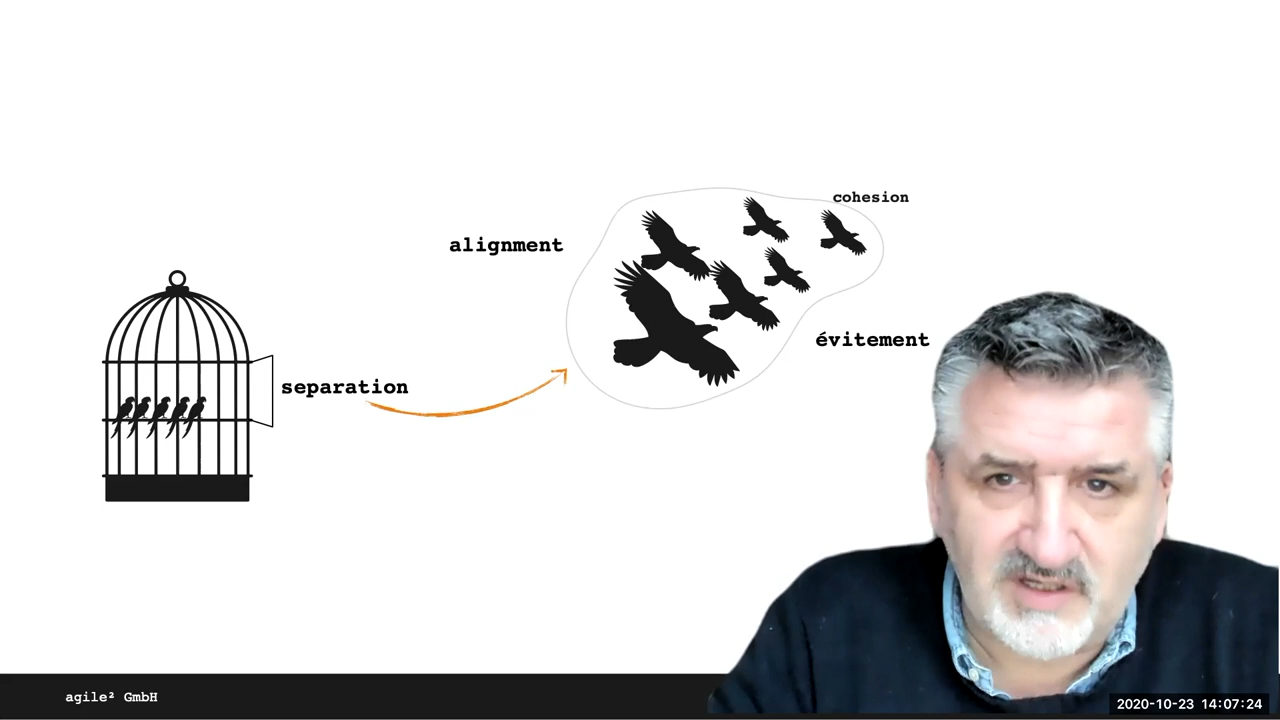 cohesion
alignment
évitement
separation
agile² GmbH
2020-10-23 14:07:24